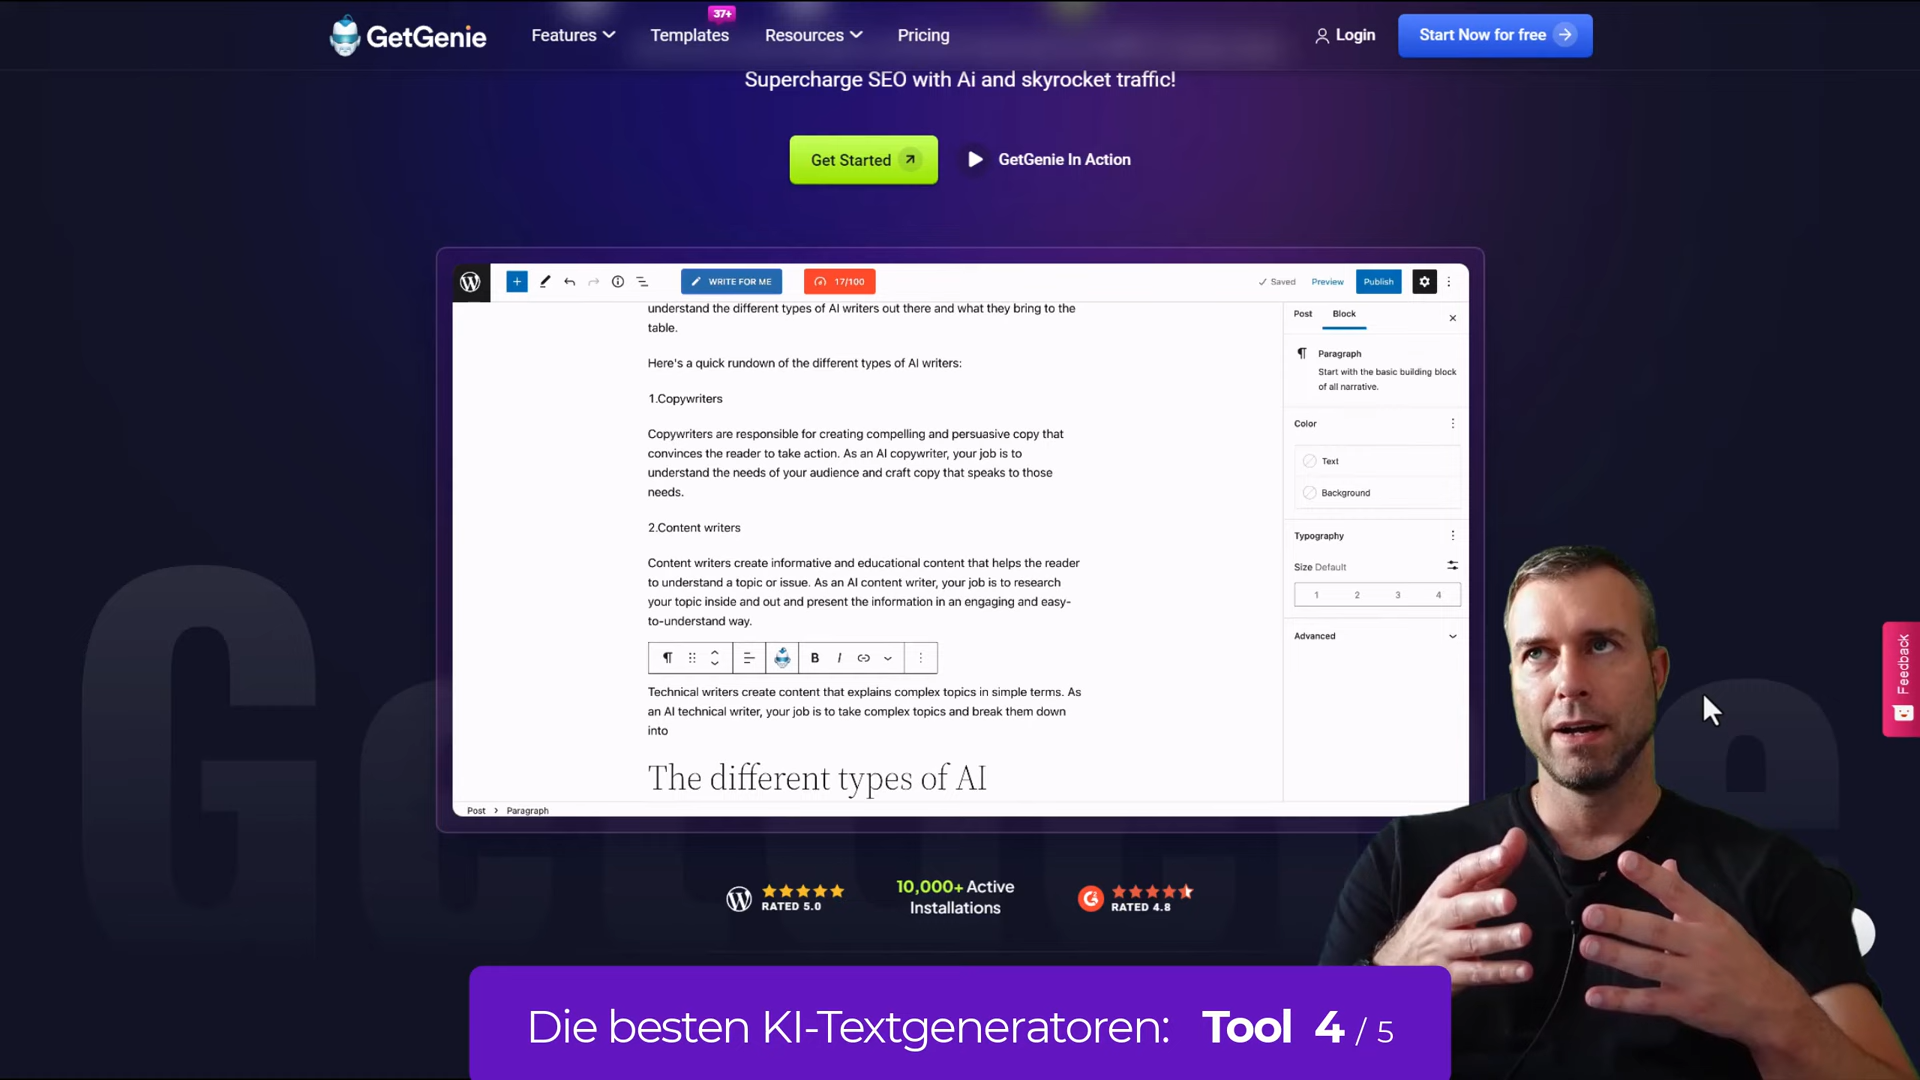 GetGenie
Features
Templates
37+
Resources
Pricing
Login
Start Now for free
Supercharge SEO with Ai and skyrocket traffic!
Get Started
GetGenie In Action
WRITE FOR ME
17/100
Saved
Preview
Publish
understand the different types of AI writers out there and what they bring to the
table.
Here's a quick rundown of the different types of AI writers:
1.Copywriters
Copywriters are responsible for creating compelling and persuasive copy that
convinces the reader to take action. As an AI copywriter, your job is to
understand the needs of your audience and craft copy that speaks to those
needs.
2.Content writers
Content writers create informative and educational content that helps the reader
to understand a topic or issue. As an AI content writer, your job is to research
your topic inside and out and present the information in an engaging and easy-
to-understand way.
B I
Technical writers create content that explains complex topics in simple terms. As
an AI technical writer, your job is to take complex topics and break them down
into
The different types of AI
Post > Paragraph
Post
Block
Paragraph
Start with the basic building block
of all narrative.
Color
Text
Background
Typography
Size Default
1 2 3 4
Advanced
Feedback
RATED 5.0
10,000+ Active
Installations
RATED 4.8
Die besten KI-Textgeneratoren: Tool 4 / 5